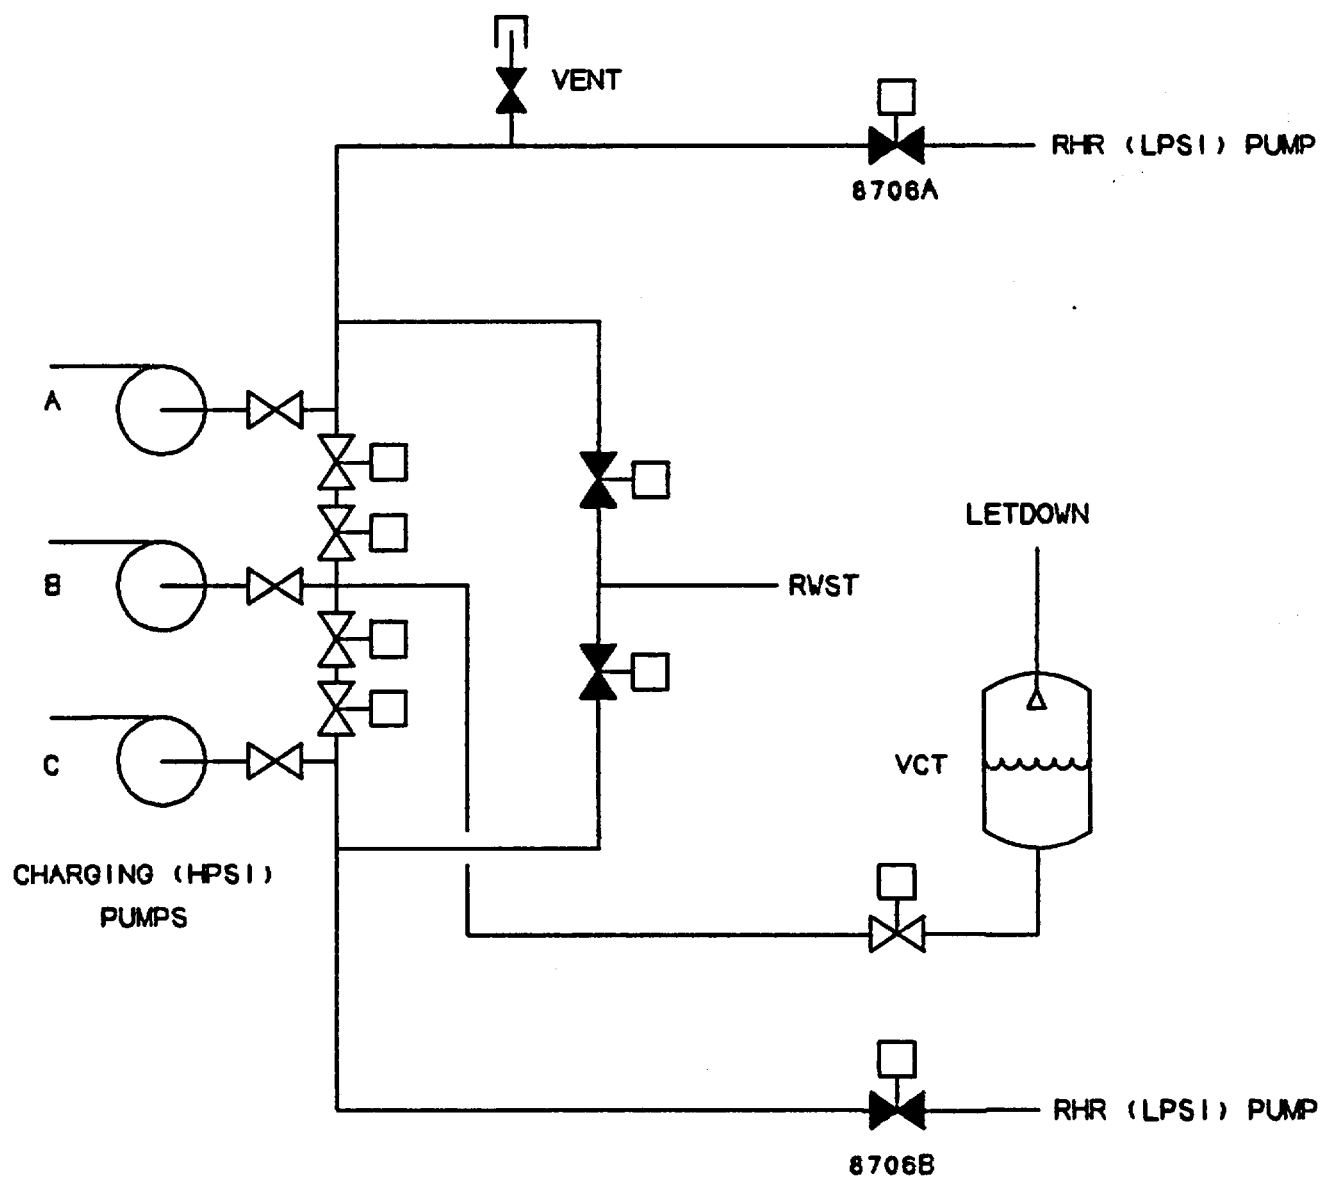 VENT
RHR (LPSI) PUMP
8706A
A
LETDOWN
B
RWST
C
VCT
CHARGING (HPSI)
PUMPS
RHR (LPSI) PUMP
8706B